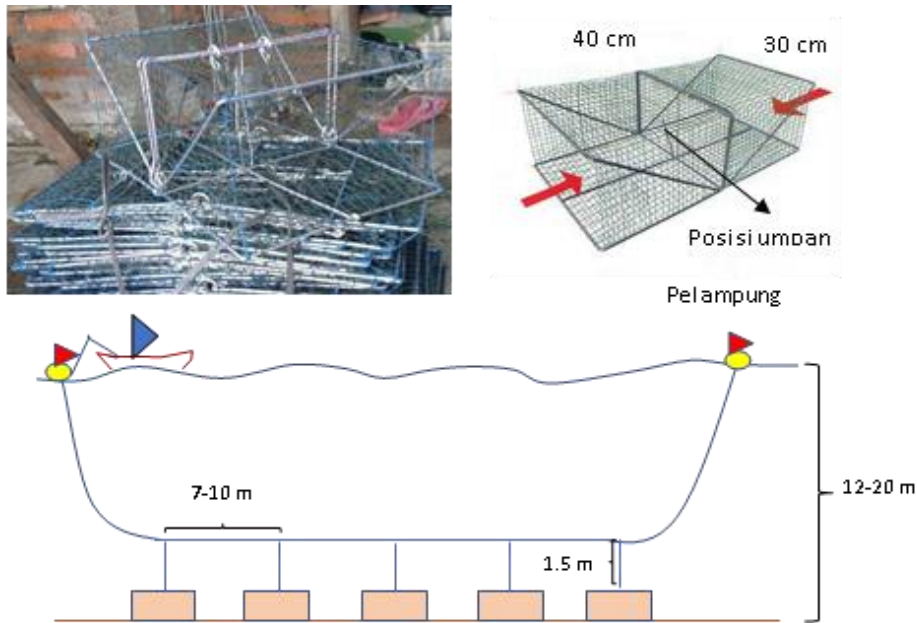 40 cm
30 cm
Posisi umpan
Pelampung
7-10 m
12-20 m
1.5 m